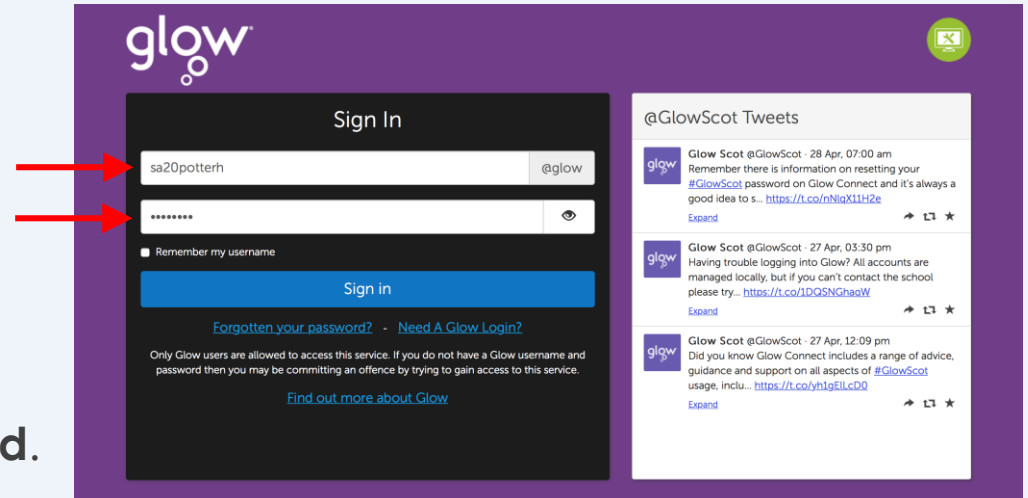 glow
Sign In
sa20potterh
@glow
••••••••
Remember my username
Sign in
Forgotten your password? - Need A Glow Login?
Only Glow users are allowed to access this service. If you do not have a Glow username and
password then you may be committing an offence by trying to gain access to this service.
Find out more about Glow
@GlowScot Tweets
glow
Glow Scot @GlowScot · 28 Apr, 07:00 am
Remember there is information on resetting your
#GlowScot password on Glow Connect and it's always a
good idea to s... https://t.co/nNlqX11H2e
Expand
glow
Glow Scot @GlowScot · 27 Apr, 03:30 pm
Having trouble logging into Glow? All accounts are
managed locally, but if you can't contact the school
please try... https://t.co/1DQSNGhaqW
Expand
glow
Glow Scot @GlowScot · 27 Apr, 12:09 pm
Did you know Glow Connect includes a range of advice,
guidance and support on all aspects of #GlowScot
usage, inclu... https://t.co/yh1gElLcD0
Expand
d.